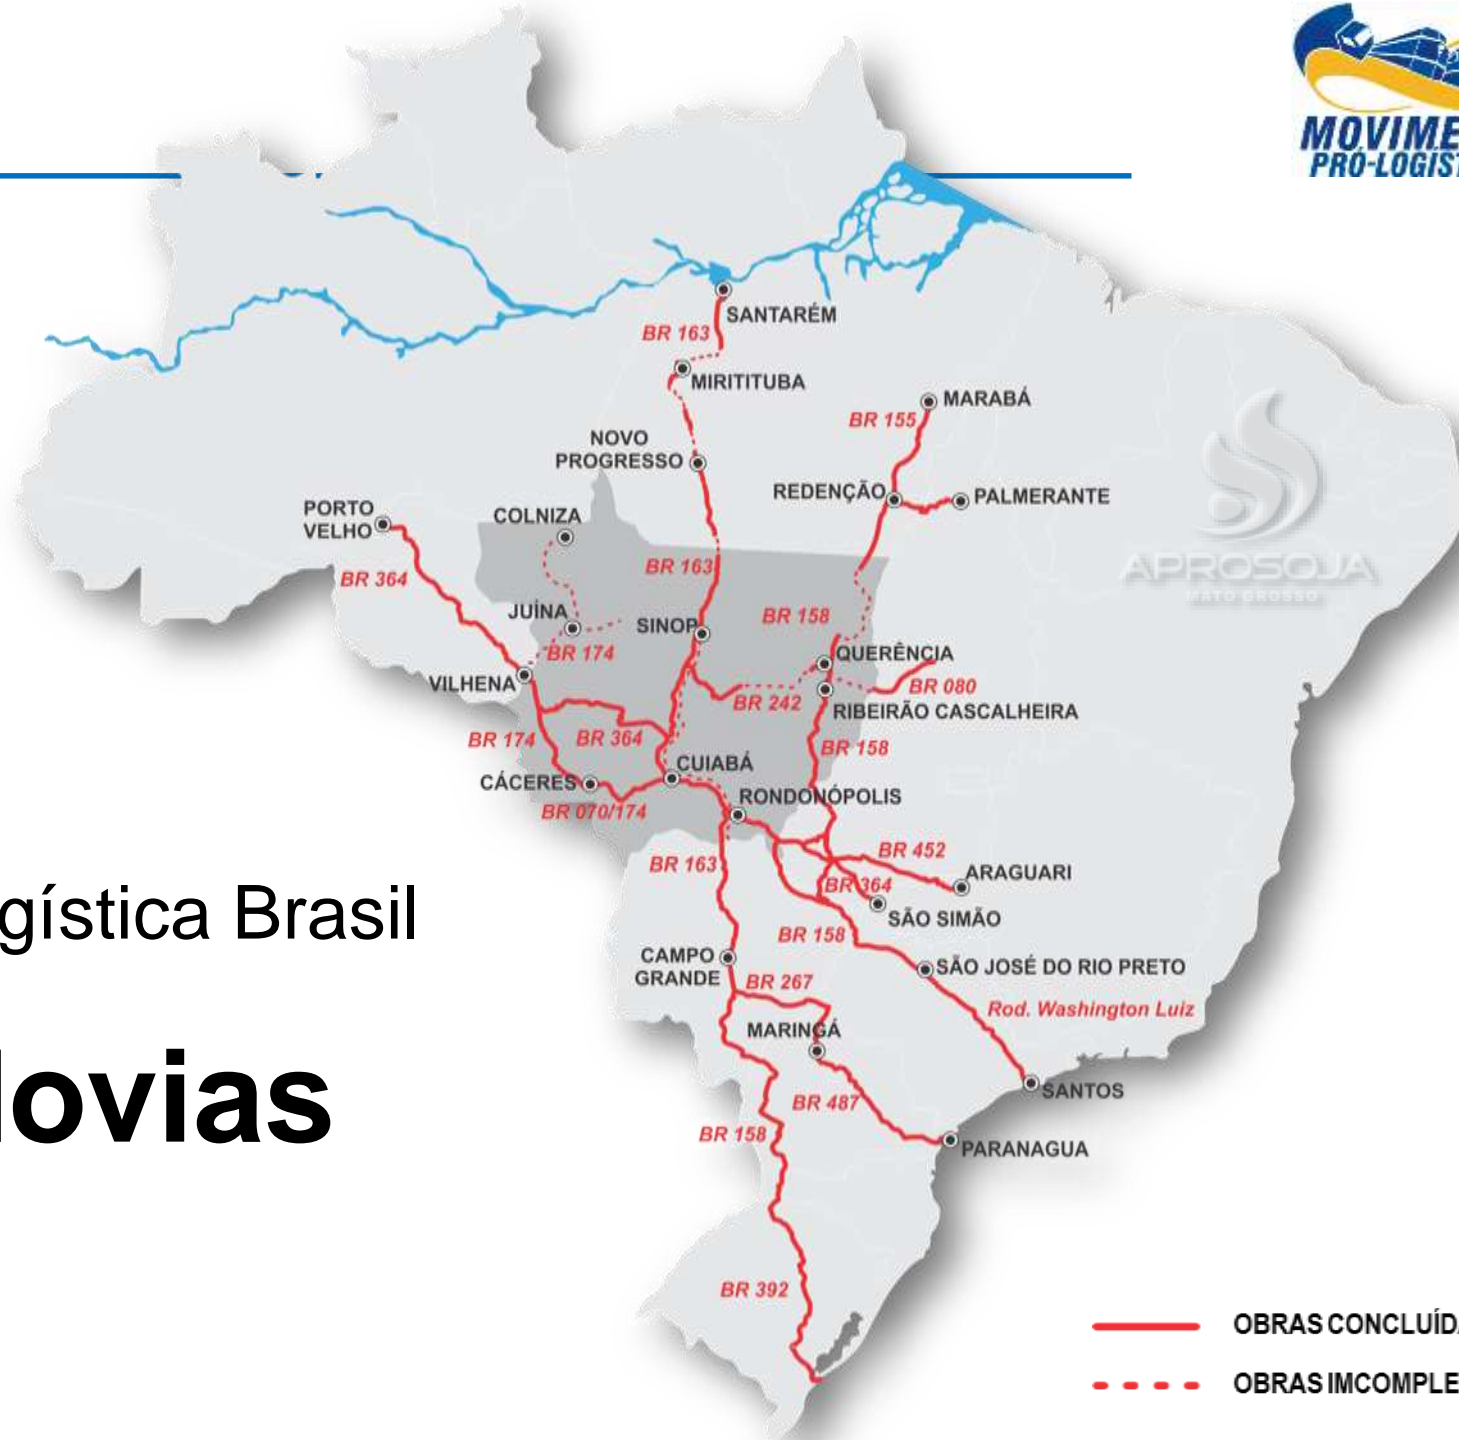 MOVIME
PRÓ-LOGÍST
SANTARÉM
BR 163
MIRITITUBA
MARABÁ
BR 155
NOVO
PROGRESSO
REDENÇÃO
PALMERANTE
PORTO
VELHO
COLNIZA
APROSOJA
MATO GROSSO
BR 364
BR 163
JUÍNA
SINOP
BR 158
BR 174
QUERÊNCIA
VILHENA
BR 080
BR 242
RIBEIRÃO CASCALHEIRA
BR 174
BR 364
BR 158
CUIABÁ
CÁCERES
RONDONÓPOLIS
BR 070/174
BR 163
BR 452
ARAGUARI
BR 364
SÃO SIMÃO
gística Brasil
BR 158
CAMPO
GRANDE
SÃO JOSÉ DO RIO PRETO
BR 267
Rod. Washington Luiz
MARINGÁ
SANTOS
BR 487
dovias
BR 158
PARANAGUA
BR 392
OBRAS CONCLUÍD
OBRAS IMCOMPLE